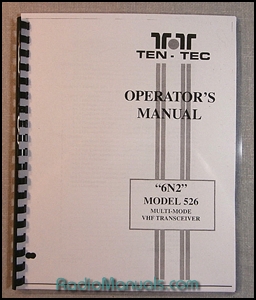 TEN-TEC
OPERATOR'S
MANUAL
"6N2"
MODEL 526
MULTI-MODE
VHF TRANSCEIVER
RadioManuals.com